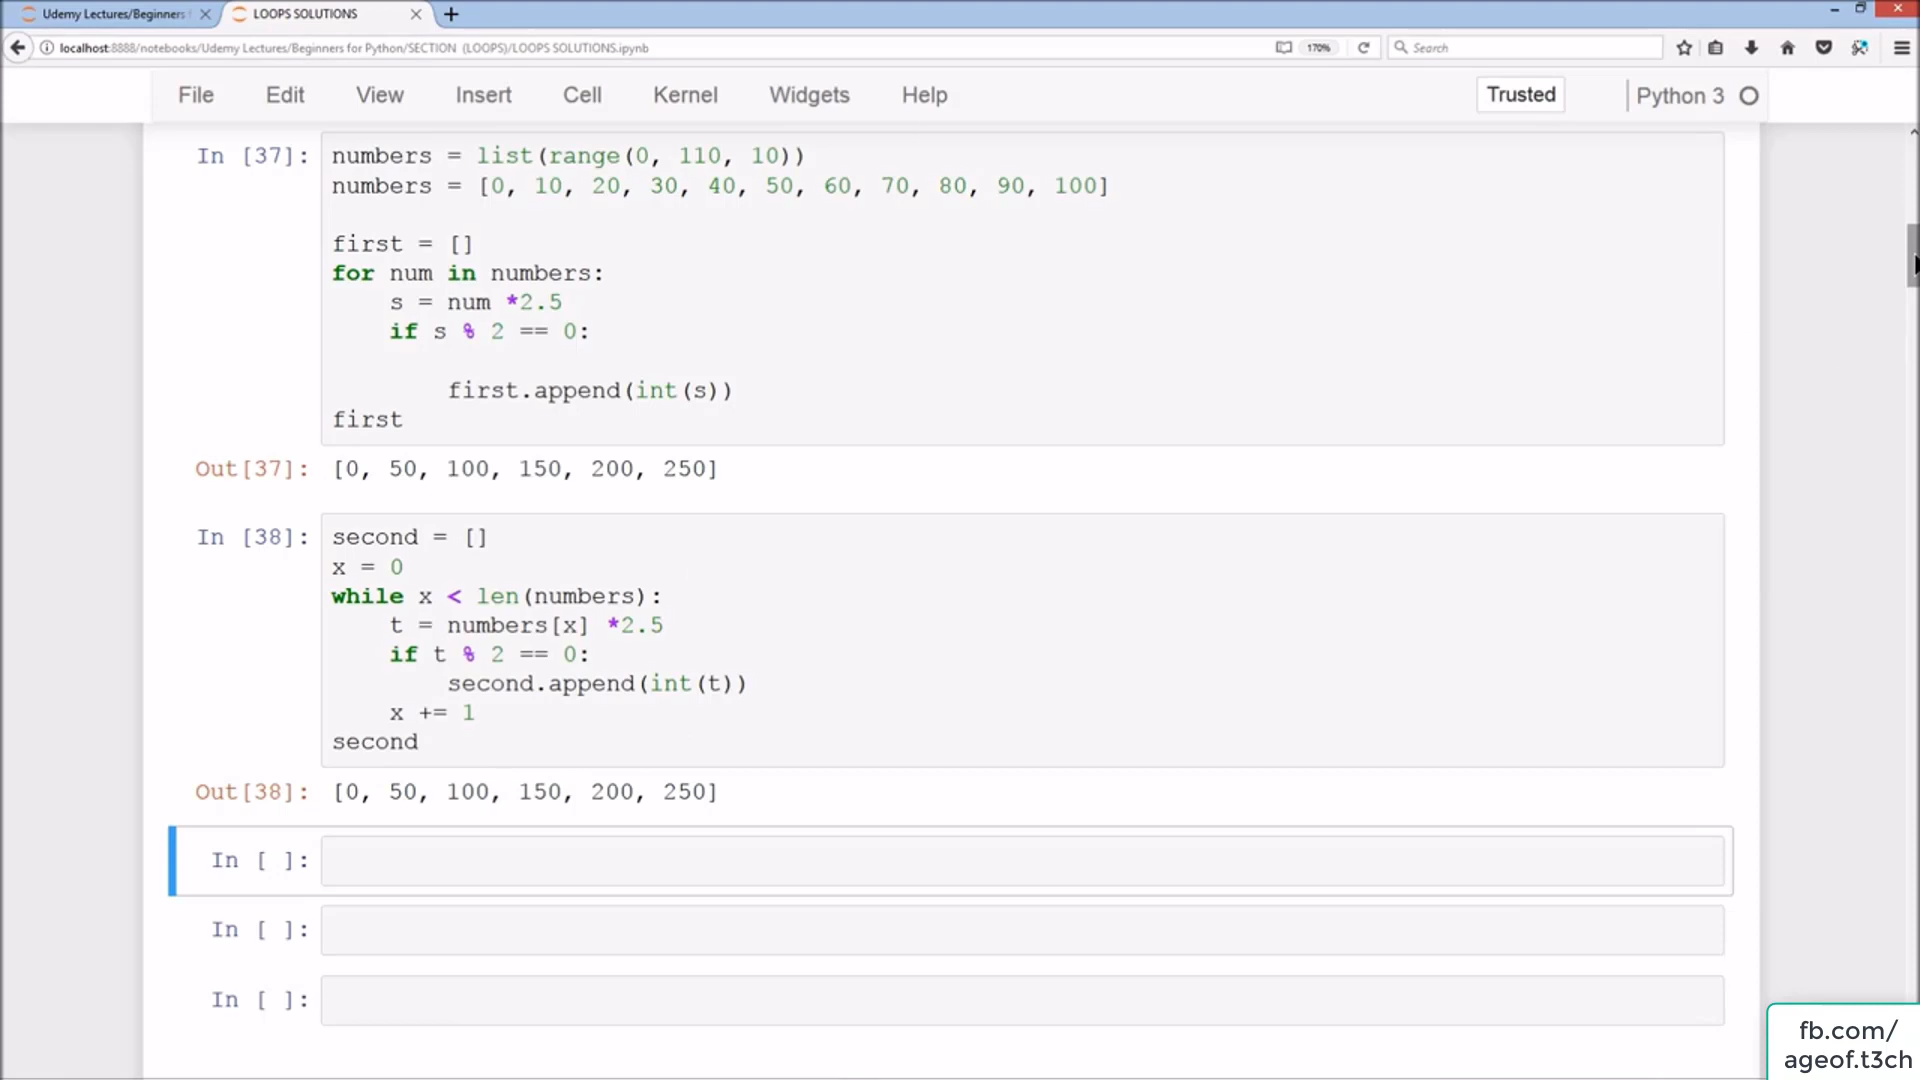 Udemy Lectures/Beginners
LOOPS SOLUTIONS
localhost:8888/notebooks/Udemy Lectures/Beginners for Python/SECTION (LOOPS)/LOOPS SOLUTIONS.ipynb
170%
Search
File Edit View Insert Cell Kernel Widgets Help
Trusted
Python 3
In [37]:
numbers = list(range(0, 110, 10))
numbers = [0, 10, 20, 30, 40, 50, 60, 70, 80, 90, 100]
first = []
for num in numbers:
    s = num *2.5
    if s % 2 == 0:
        first.append(int(s))
first
Out[37]: [0, 50, 100, 150, 200, 250]
In [38]:
second = []
x = 0
while x < len(numbers):
    t = numbers[x] *2.5
    if t % 2 == 0:
        second.append(int(t))
    x += 1
second
Out[38]: [0, 50, 100, 150, 200, 250]
In [ ]:
In [ ]:
In [ ]:
fb.com/
ageof.t3ch